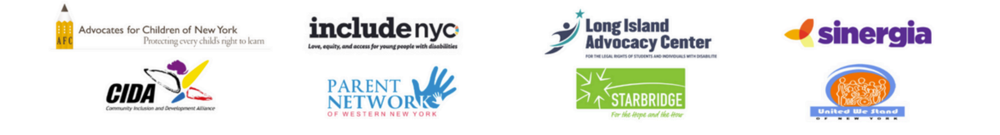 AFC
Advocates for Children of New York
Protecting every child's right to learn
includenyc
Love, equity, and access for young people with disabilities
Long Island
Advocacy Center
FOR THE LEGAL RIGHTS OF STUDENTS AND INDIVIDUALS WITH DISABILITIE
sinergia
CIDA
Community Inclusion and Development Alliance
PARENT
NETWORK
OF WESTERN NEW YORK
STARBRIDGE
For the Hope and the How
United We Stand
OF NEW YORK